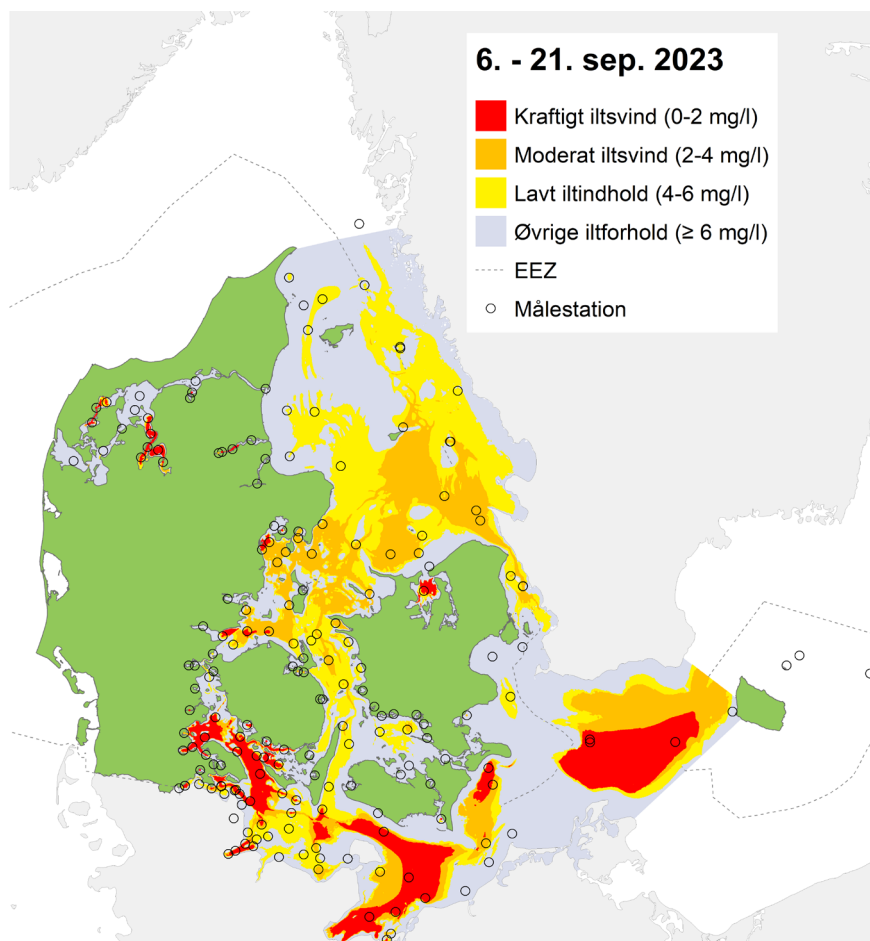 6. - 21. sep. 2023
Kraftigt iltsvind (0-2 mg/l)
Moderat iltsvind (2-4 mg/l)
Lavt iltindhold (4-6 mg/l)
Øvrige iltforhold (≥ 6 mg/l)
EEZ
Målestation